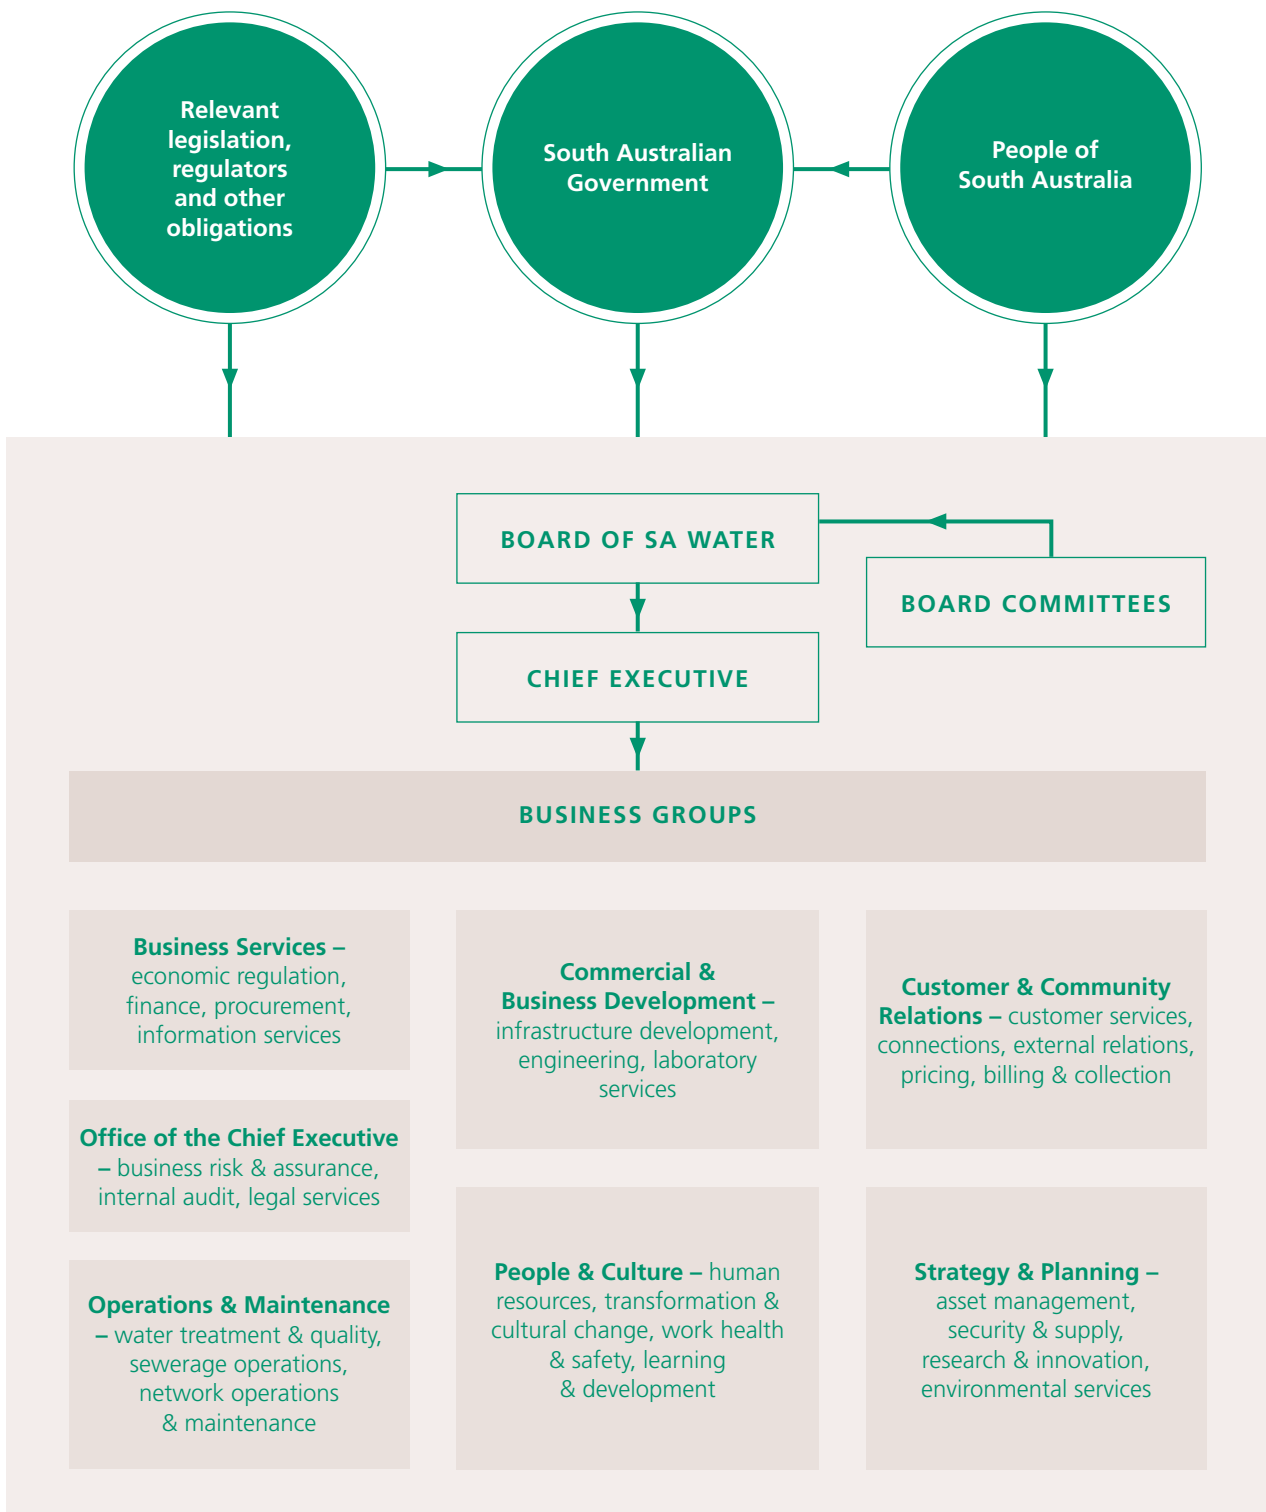 Relevant
legislation,
regulators
and other
obligations
South Australian
Government
People of
South Australia
BOARD OF SA WATER
BOARD COMMITTEES
CHIEF EXECUTIVE
BUSINESS GROUPS
Business Services –
economic regulation,
finance, procurement,
information services
Office of the Chief Executive
– business risk & assurance,
internal audit, legal services
Operations & Maintenance
– water treatment & quality,
sewerage operations,
network operations
& maintenance
Commercial &
Business Development –
infrastructure development,
engineering, laboratory
services
People & Culture – human
resources, transformation &
cultural change, work health
& safety, learning
& development
Customer & Community
Relations – customer services,
connections, external relations,
pricing, billing & collection
Strategy & Planning –
asset management,
security & supply,
research & innovation,
environmental services